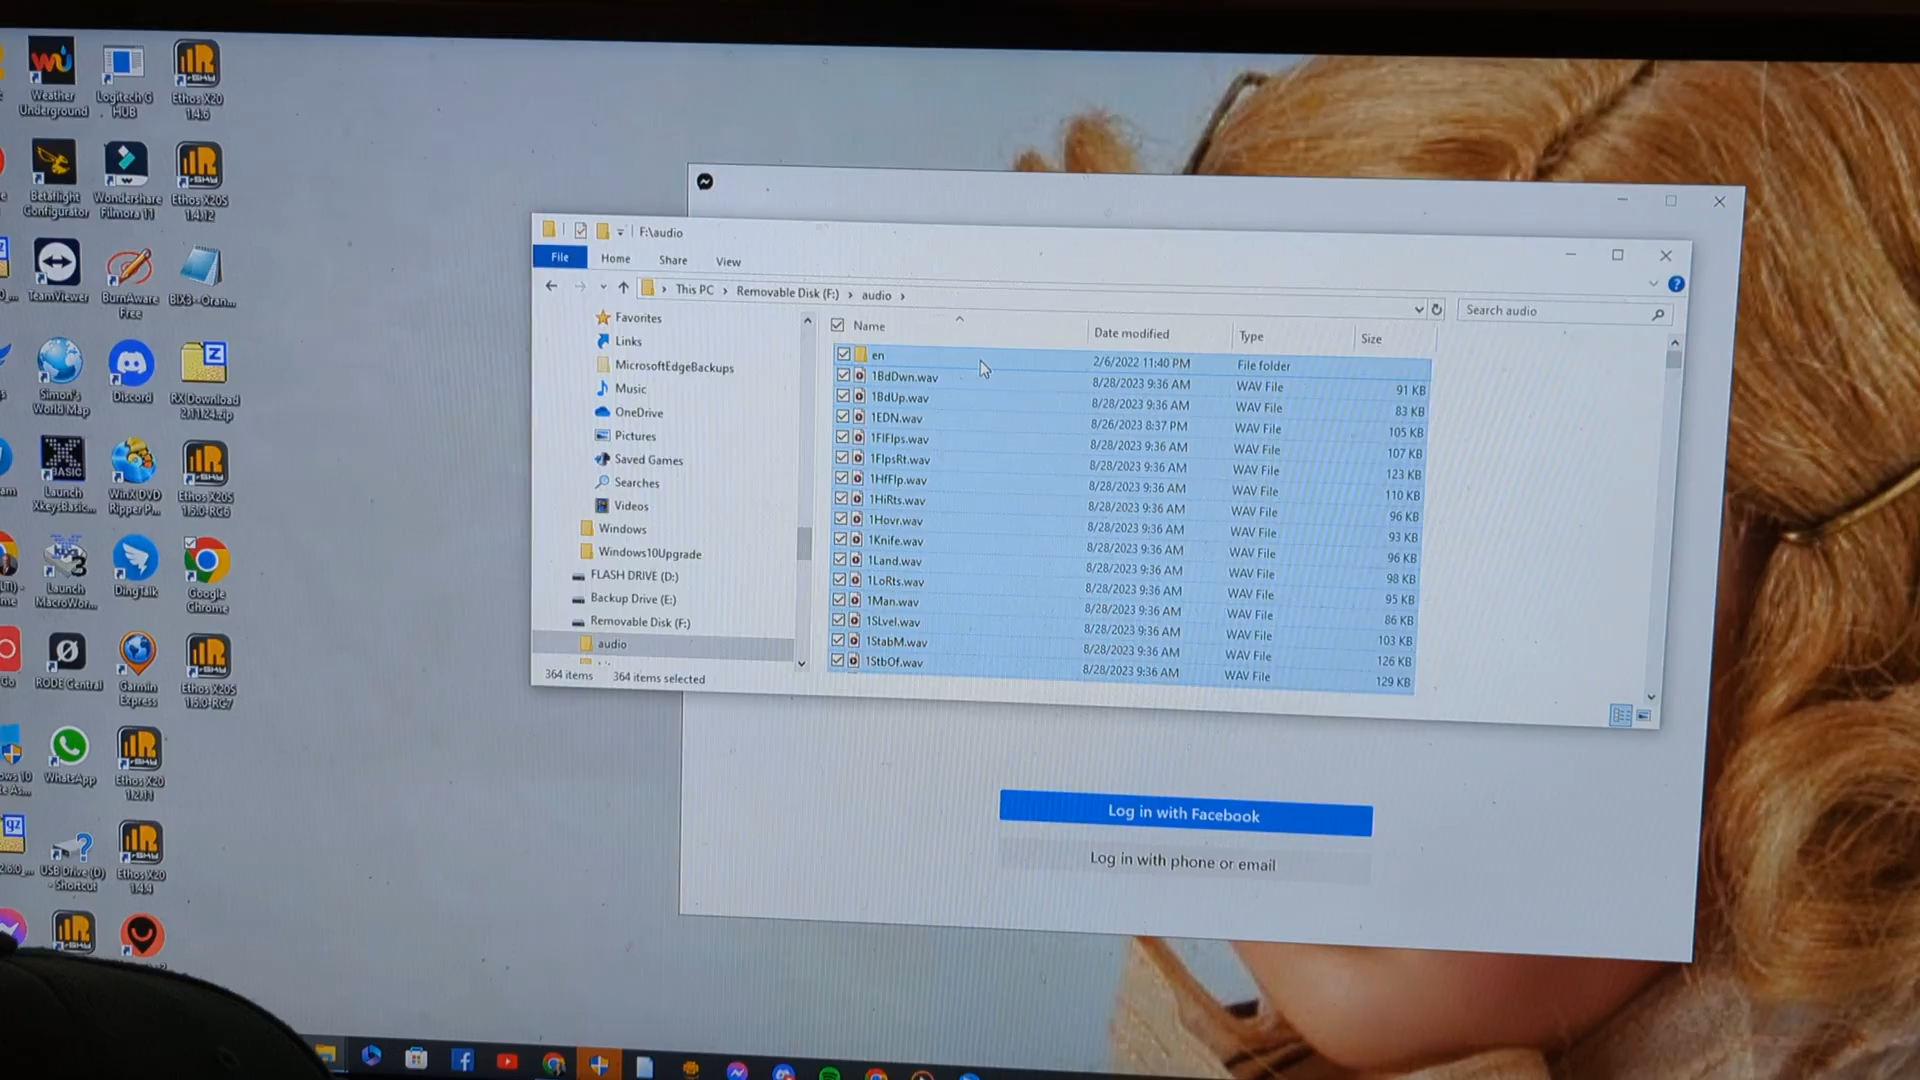 Weather
Underground
Logitech G
HUB
Ethos X20
1.4.6
Betaflight
Configurator
Wondershare
Filmora 11
Ethos X20S
1.4.12
TeamViewer
BurnAware
Free
BIX3 - Oran...
Simon's
World Map
Discord
RX Download
2.11.24.zip
BASIC
Launch
XkeysBasic...
WinX DVD
Ripper P...
Ethos X20S
1.5.0-RC6
Launch
MacroWor...
DingTalk
Google
Chrome
RODE Central
Garmin
Express
Ethos X20S
1.5.0-RC7
WhatsApp
Ethos X20
1.2.11
USB Drive (D)
- Shortcut
Ethos X20
1.4.4
F:\audio
File
Home
Share
View
This PC
Removable Disk (F:)
audio
Search audio
Favorites
Links
MicrosoftEdgeBackups
Music
OneDrive
Pictures
Saved Games
Searches
Videos
Windows
Windows10Upgrade
FLASH DRIVE (D:)
Backup Drive (E:)
Removable Disk (F:)
audio
364 items 364 items selected
Name Date modified Type Size
en 2/6/2022 11:40 PM File folder
1BdDwn.wav 8/28/2023 9:36 AM WAV File 91 KB
1BdUp.wav 8/28/2023 9:36 AM WAV File 83 KB
1EDN.wav 8/26/2023 8:37 PM WAV File 105 KB
1FlFlps.wav 8/28/2023 9:36 AM WAV File 107 KB
1FlpsRt.wav 8/28/2023 9:36 AM WAV File 123 KB
1HfFlp.wav 8/28/2023 9:36 AM WAV File 110 KB
1HiRts.wav 8/28/2023 9:36 AM WAV File 96 KB
1Hovr.wav 8/28/2023 9:36 AM WAV File 93 KB
1Knife.wav 8/28/2023 9:36 AM WAV File 96 KB
1Land.wav 8/28/2023 9:36 AM WAV File 98 KB
1LoRts.wav 8/28/2023 9:36 AM WAV File 95 KB
1Man.wav 8/28/2023 9:36 AM WAV File 86 KB
1SLvel.wav 8/28/2023 9:36 AM WAV File 103 KB
1StabM.wav 8/28/2023 9:36 AM WAV File 126 KB
1StbOf.wav 8/28/2023 9:36 AM WAV File 129 KB
Log in with Facebook
Log in with phone or email